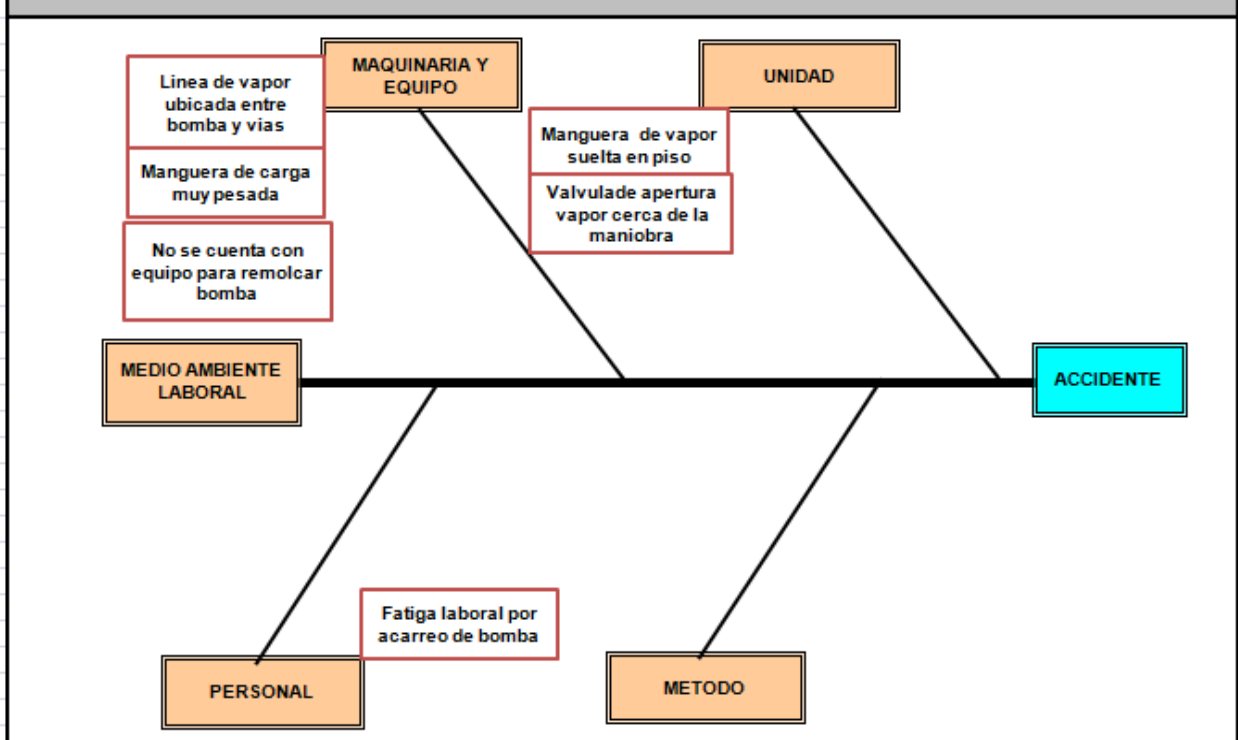 MAQUINARIA Y
EQUIPO
UNIDAD
Linea de vapor
ubicada entre
bomba y vias
Manguera de carga
muy pesada
No se cuenta con
equipo para remolcar
bomba
Manguera de vapor
suelta en piso
Valvulade apertura
vapor cerca de la
maniobra
MEDIO AMBIENTE
LABORAL
ACCIDENTE
Fatiga laboral por
acarreo de bomba
PERSONAL
METODO